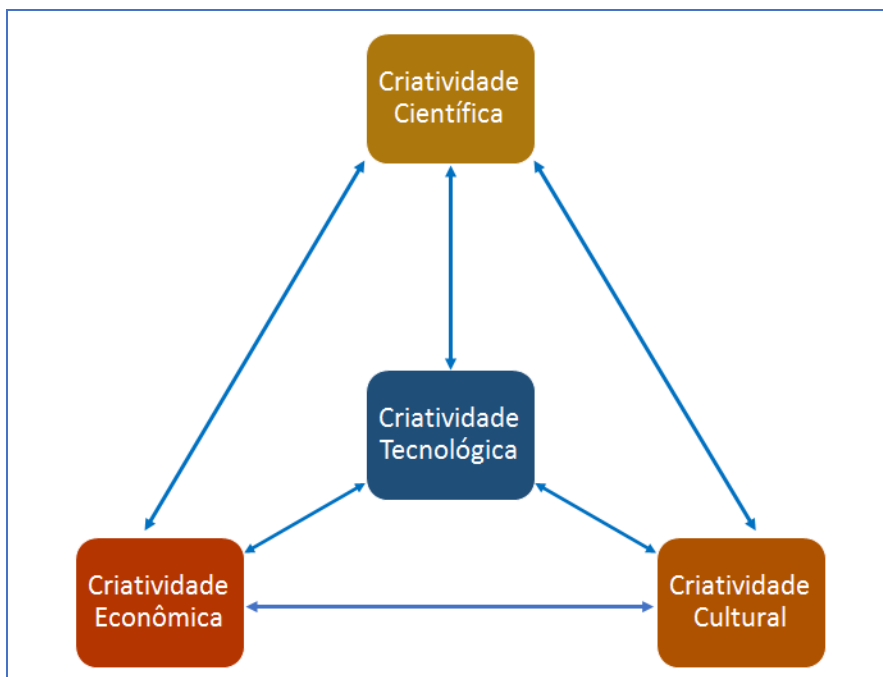 Criatividade
Científica
Criatividade
Tecnológica
Criatividade
Econômica
Criatividade
Cultural